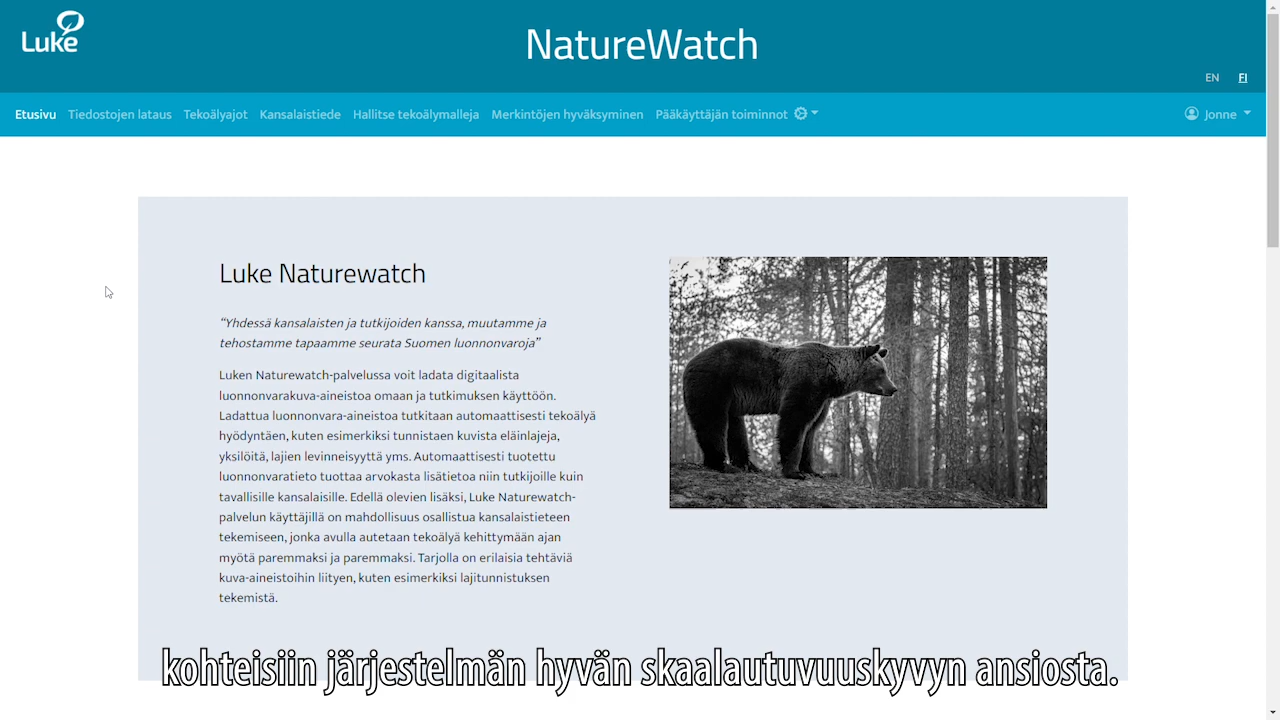 Luke
NatureWatch
EN FI
Etusivu Tiedostojen lataus Tekoälyajot Kansalaistiede Hallitse tekoälymalleja Merkintöjen hyväksyminen Pääkäyttäjän toiminnot Jonne
Luke Naturewatch
“Yhdessä kansalaisten ja tutkijoiden kanssa, muutamme ja
tehostamme tapaamme seurata Suomen luonnonvaroja”
Luken Naturewatch-palvelussa voit ladata digitaalista
luonnonvarakuva-aineistoa omaan ja tutkimuksen käyttöön.
Ladattua luonnonvara-aineistoa tutkitaan automaattisesti tekoälyä
hyödyntäen, kuten esimerkiksi tunnistaen kuvista eläinlajeja,
yksilöitä, lajien levinneisyyttä yms. Automaattisesti tuotettu
luonnonvaratieto tuottaa arvokasta lisätietoa niin tutkijoille kuin
tavallisille kansalaisille. Edellä olevien lisäksi, Luke Naturewatch-
palvelun käyttäjillä on mahdollisuus osallistua kansalaistieteen
tekemiseen, jonka avulla autetaan tekoälyä kehittymään ajan
myötä paremmaksi ja paremmaksi. Tarjolla on erilaisia tehtäviä
kuva-aineistoihin liityen, kuten esimerkiksi lajitunnistuksen
tekemistä.
kohteisiin järjestelmän hyvän skaalautuvuuskyvyn ansiosta.